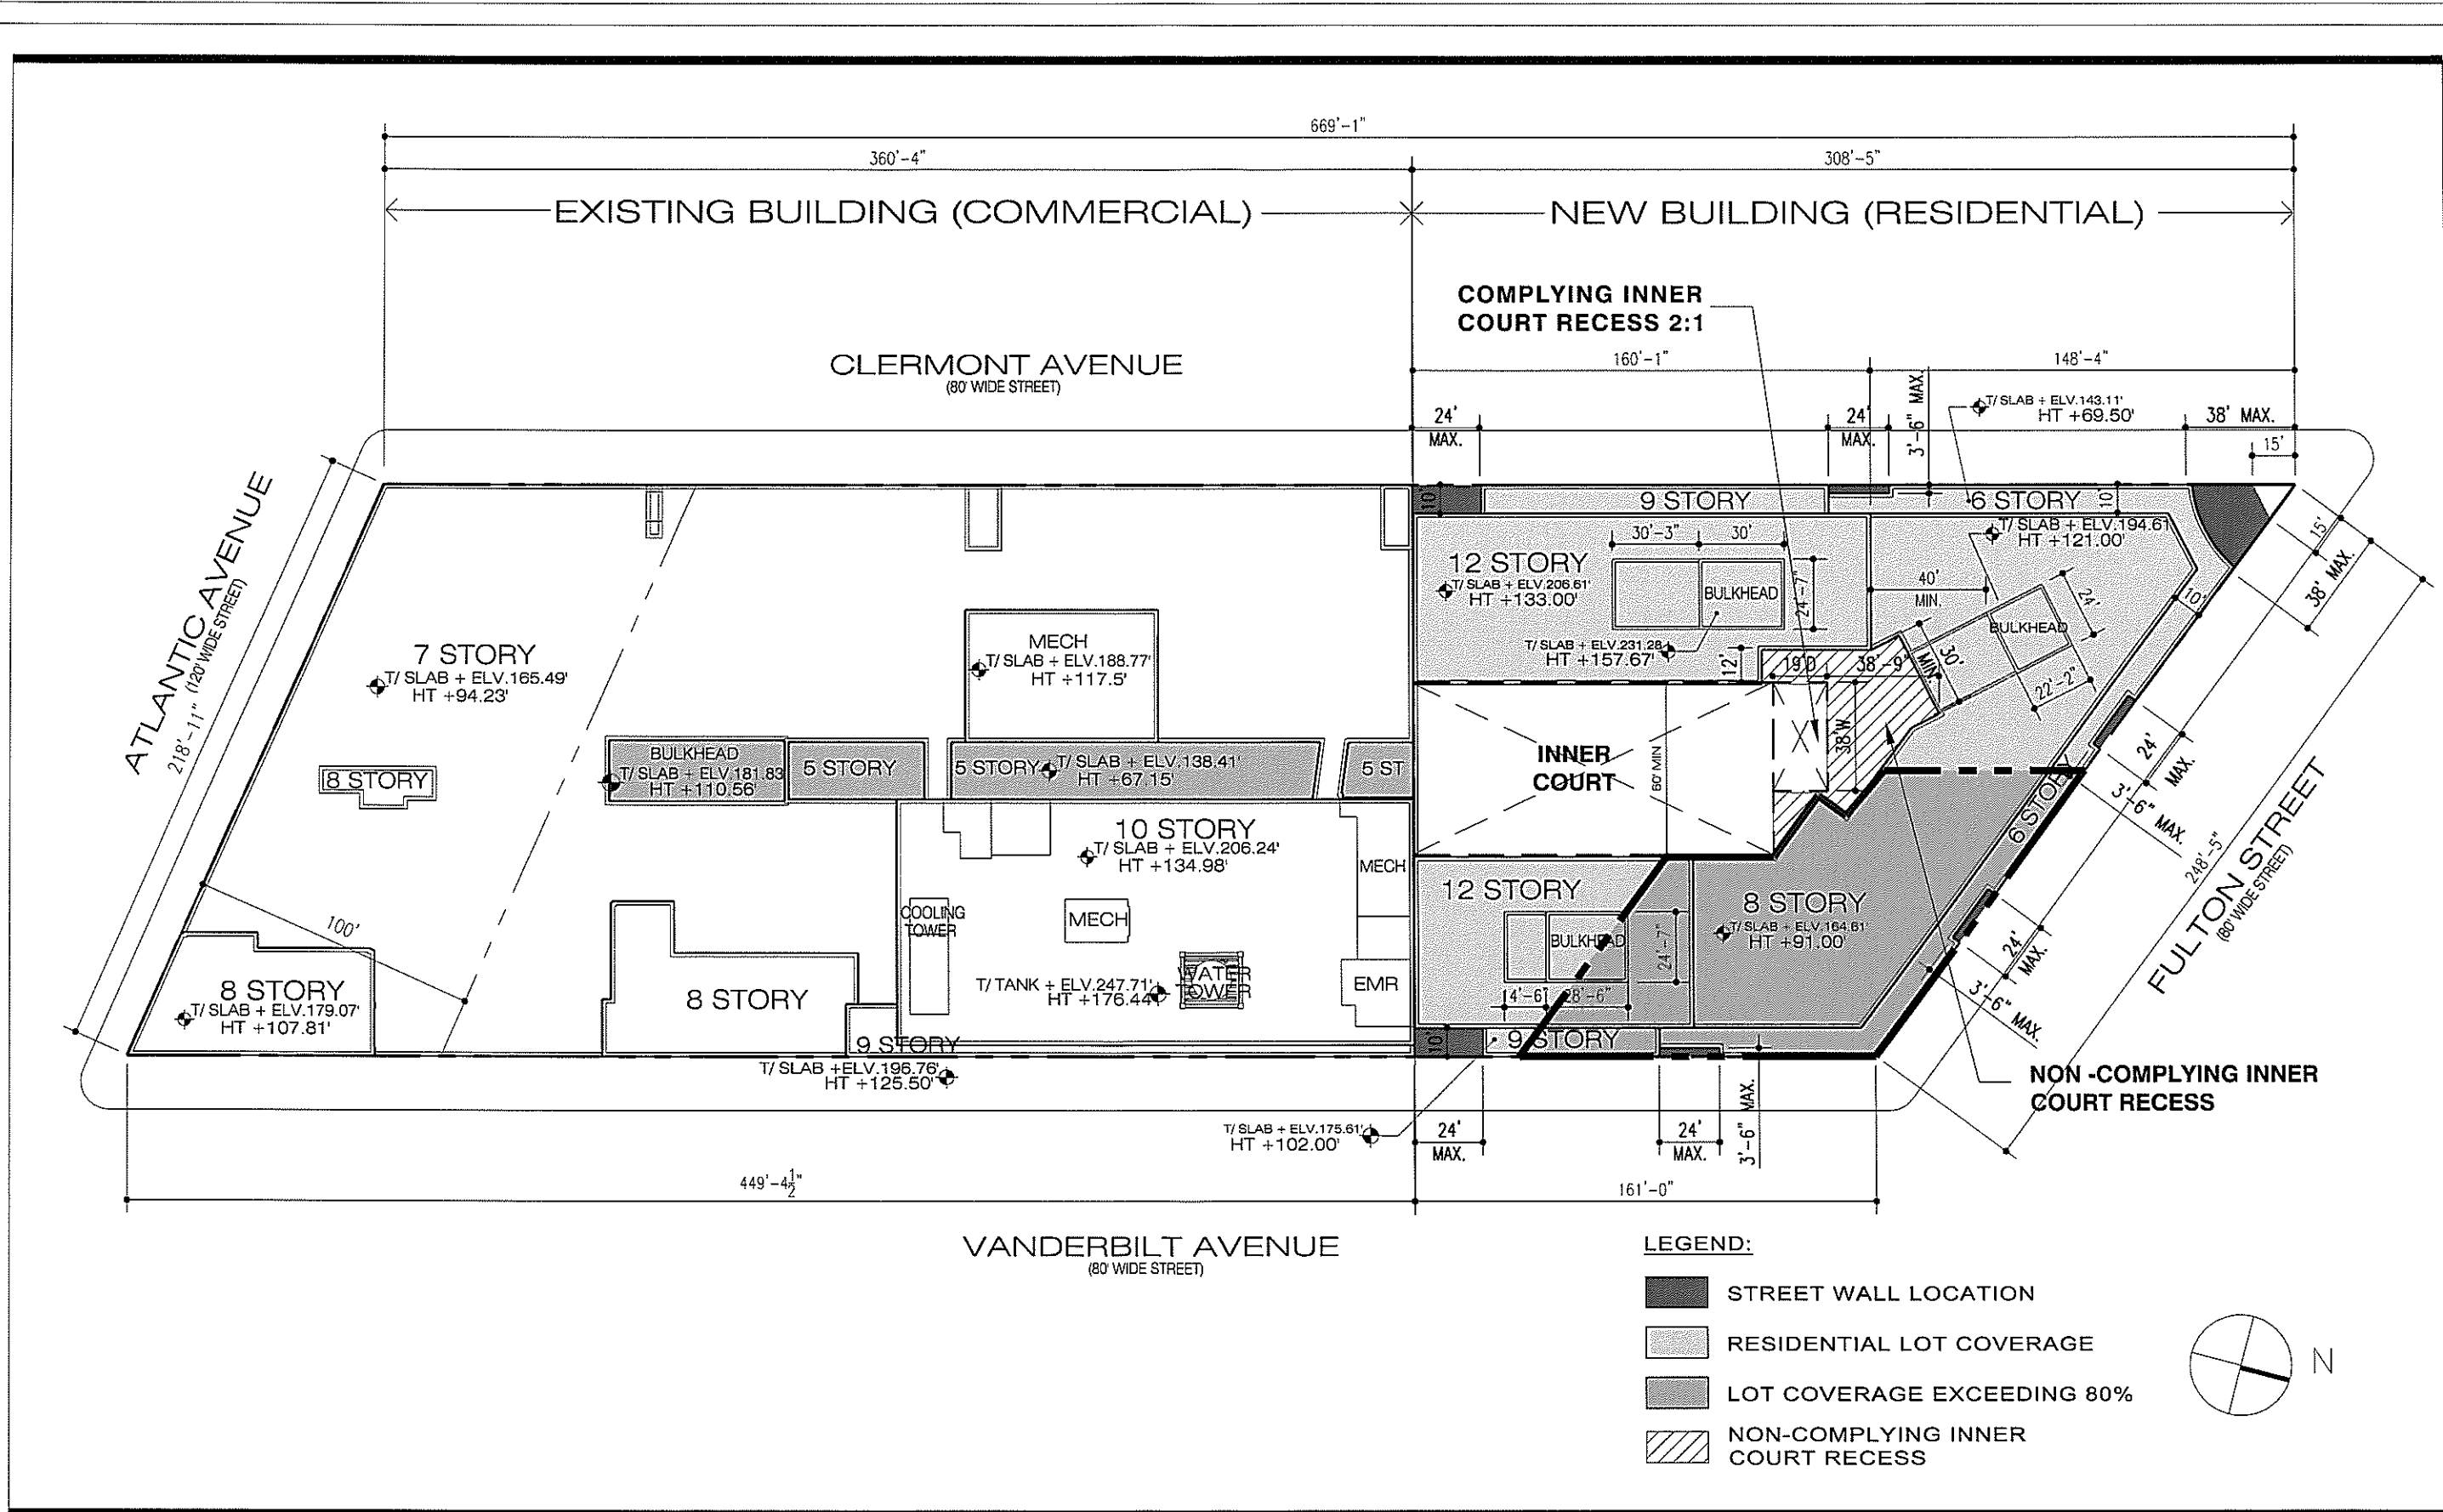 669'-1"
360'-4"
308'-5"
EXISTING BUILDING (COMMERCIAL)
NEW BUILDING (RESIDENTIAL)
COMPLYING INNER
COURT RECESS 2:1
CLERMONT AVENUE
(80' WIDE STREET)
160'-1"
148'-4"
24'
MAX.
24'
MAX.
3'-6" MAX.
T/ SLAB + ELV.143.11'
HT +69.50'
38' MAX.
15'
ATLANTIC AVENUE
(120' WIDE STREET)
218'-11"
10'
9 STORY
6 STORY
10'
T/ SLAB + ELV.194.61
HT +121.00'
15'
38' MAX.
12 STORY
T/ SLAB + ELV.206.61'
HT +133.00'
30'-3"
30'
BULKHEAD
24'-7"
40'
MIN.
24'
BULKHEAD
10'
T/ SLAB + ELV.231.28
HT +157.67'
12'
19'D
38'-9"
30'
MIN.
22'-2"
7 STORY
T/ SLAB + ELV.165.49'
HT +94.23'
MECH
T/ SLAB + ELV.188.77'
HT +117.5'
8 STORY
BULKHEAD
T/ SLAB + ELV.181.83
HT +110.56'
5 STORY
5 STORY
T/ SLAB + ELV.138.41'
HT +67.15'
5 ST
INNER
COURT
60' MIN
38'W
24'
MAX.
3'-6" MAX.
6 STORY
248'-5"
FULTON STREET
(80' WIDE STREET)
10 STORY
T/ SLAB + ELV.206.24'
HT +134.98'
MECH
12 STORY
8 STORY
T/ SLAB + ELV.164.61'
HT +91.00'
100'
COOLING
TOWER
MECH
BULKHEAD
24'-7"
24'
MAX.
3'-6" MAX.
8 STORY
T/ SLAB + ELV.179.07'
HT +107.81'
8 STORY
T/ TANK + ELV.247.71'
HT +176.44'
WATER
TOWER
EMR
14'-6"
28'-6"
9 STORY
T/ SLAB +ELV.196.76'
HT +125.50'
10'
9 STORY
NON -COMPLYING INNER
COURT RECESS
T/ SLAB + ELV.175.61'
HT +102.00'
24'
MAX.
24'
MAX.
3'-6" MAX.
449'-4½"
161'-0"
VANDERBILT AVENUE
(80' WIDE STREET)
LEGEND:
STREET WALL LOCATION
RESIDENTIAL LOT COVERAGE
LOT COVERAGE EXCEEDING 80%
NON-COMPLYING INNER
COURT RECESS
N